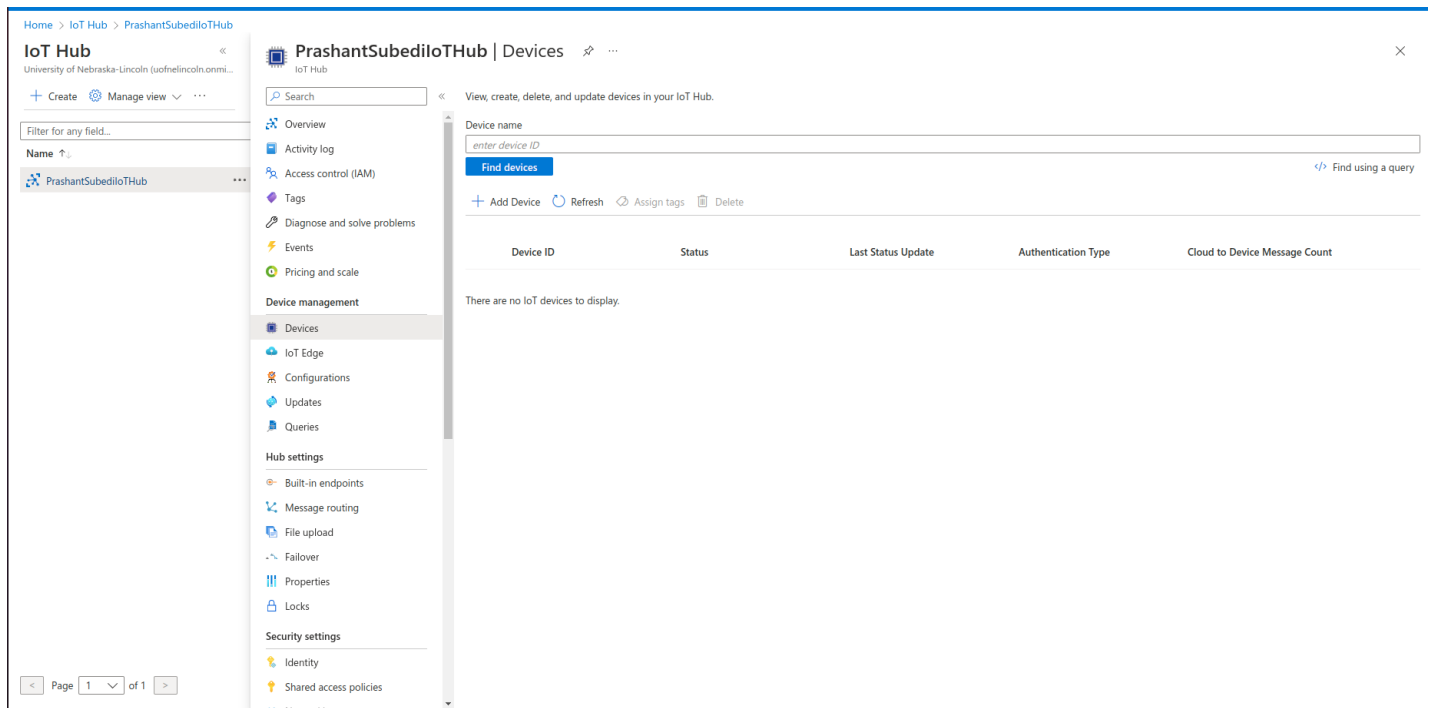 Home > IoT Hub > PrashantSubediIoTHub
IoT Hub
University of Nebraska-Lincoln (uofnelincoln.onmi...
+ Create Manage view ...
Filter for any field...
Name ↑
PrashantSubediIoTHub ...
< Page 1 of 1 >
PrashantSubediIoTHub | Devices ...
IoT Hub
Search
Overview
Activity log
Access control (IAM)
Tags
Diagnose and solve problems
Events
Pricing and scale
Device management
Devices
IoT Edge
Configurations
Updates
Queries
Hub settings
Built-in endpoints
Message routing
File upload
Failover
Properties
Locks
Security settings
Identity
Shared access policies
View, create, delete, and update devices in your IoT Hub.
Device name
enter device ID
Find devices </> Find using a query
+ Add Device Refresh Assign tags Delete
Device ID Status Last Status Update Authentication Type Cloud to Device Message Count
There are no IoT devices to display.